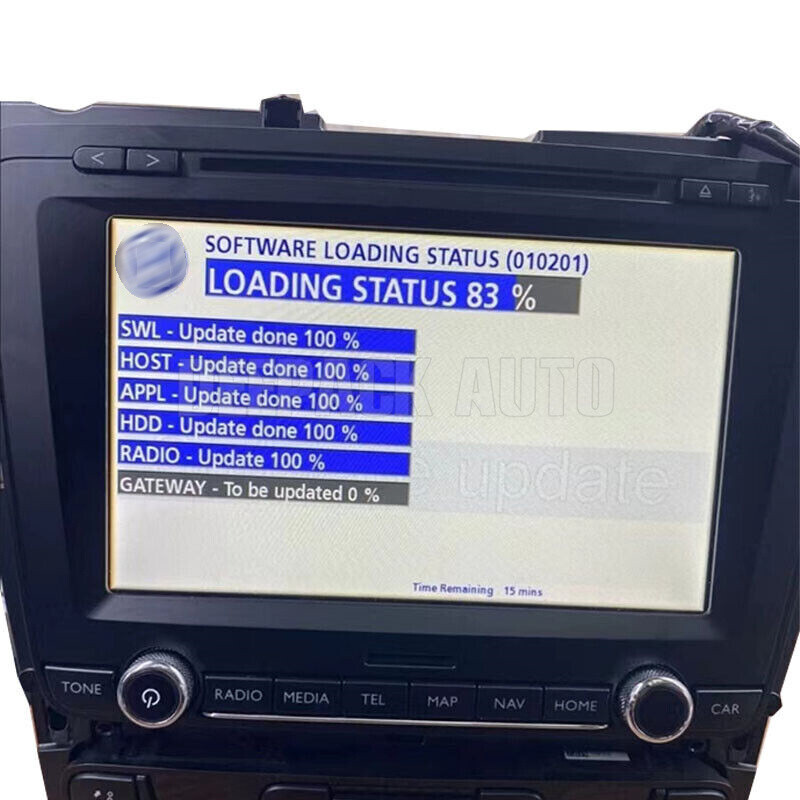 SOFTWARE LOADING STATUS (010201)
LOADING STATUS 83 %
SWL - Update done 100 %
HOST - Update done 100 %
APPL - Update done 100 %
HDD - Update done 100 %
RADIO - Update 100 %
GATEWAY - To be updated 0 %
AUTO
update
Time Remaining 15 mins
TONE
RADIO
MEDIA
TEL
MAP
NAV
HOME
CAR